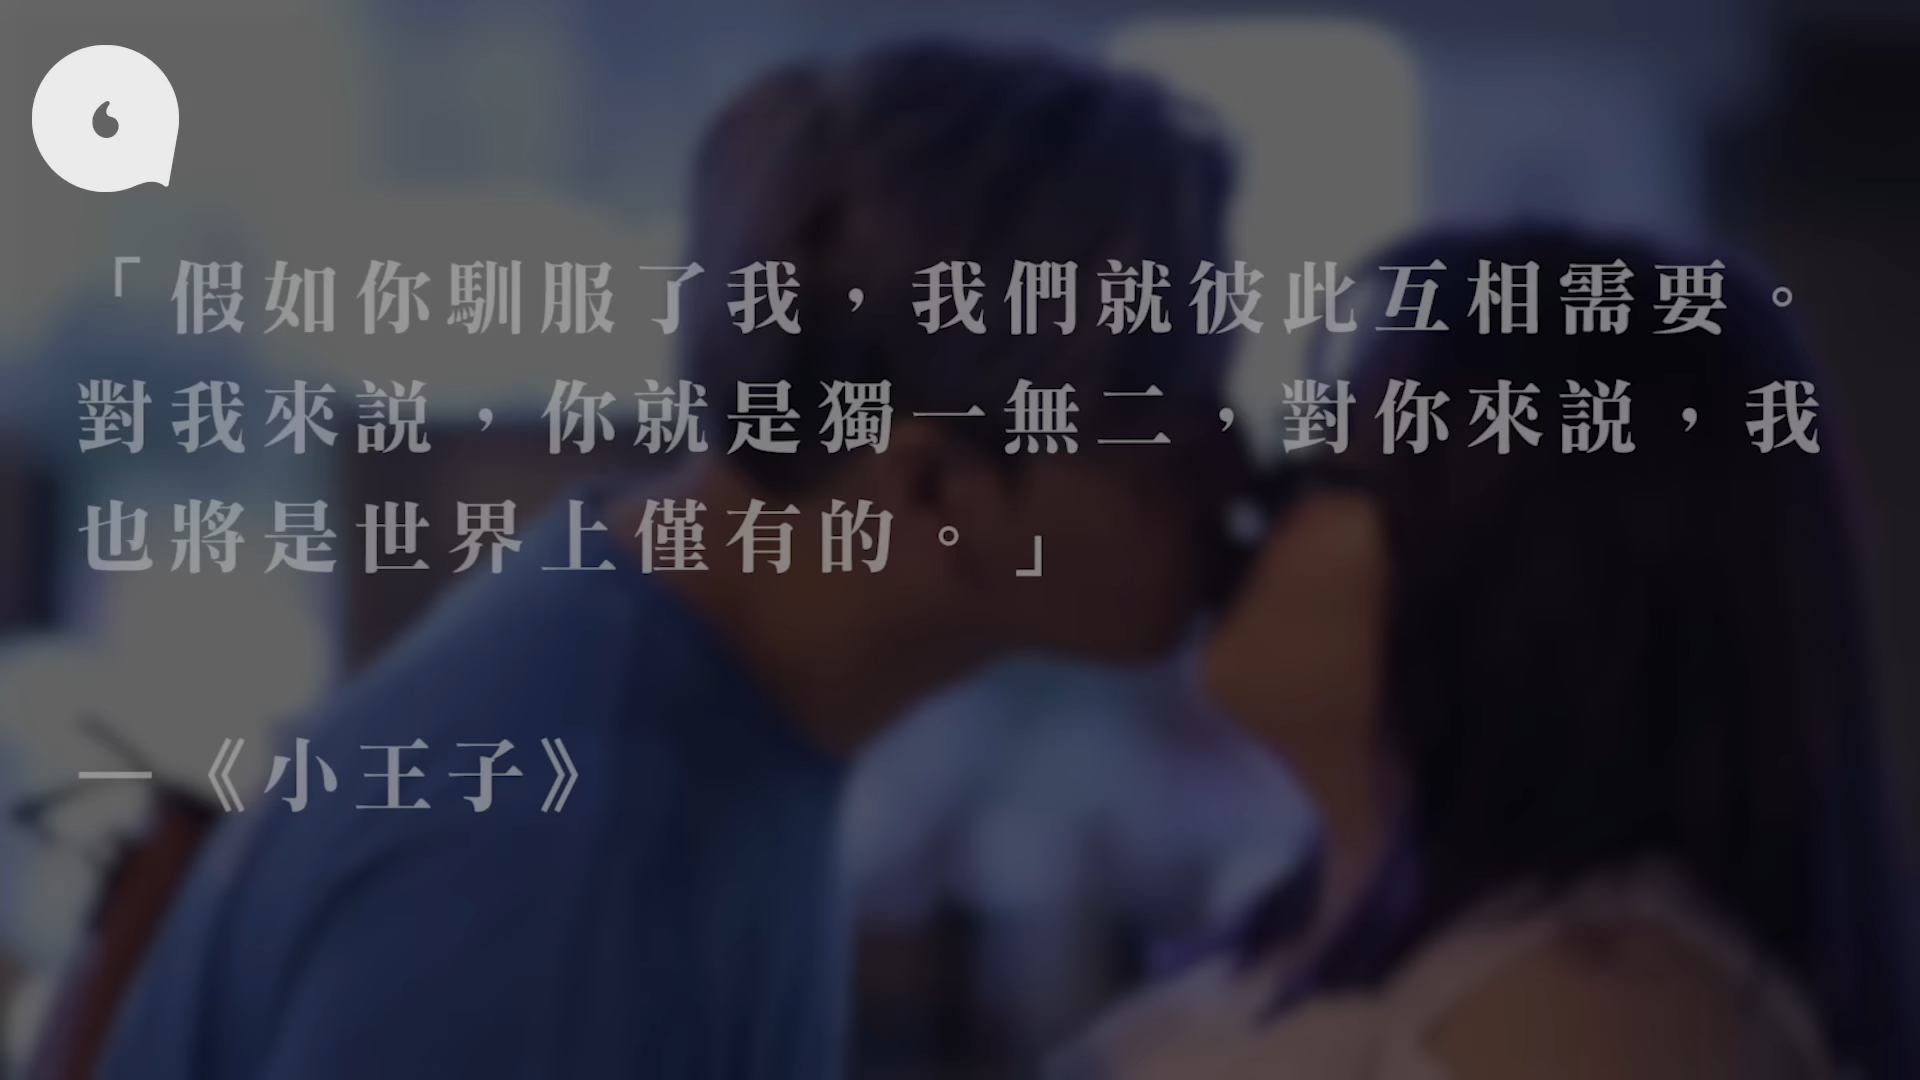 「假如你馴服了我，我們就彼此互相需要。
對我來説，你就是獨一無二，對你來説，我
也將是世界上僅有的。」
—《小王子》